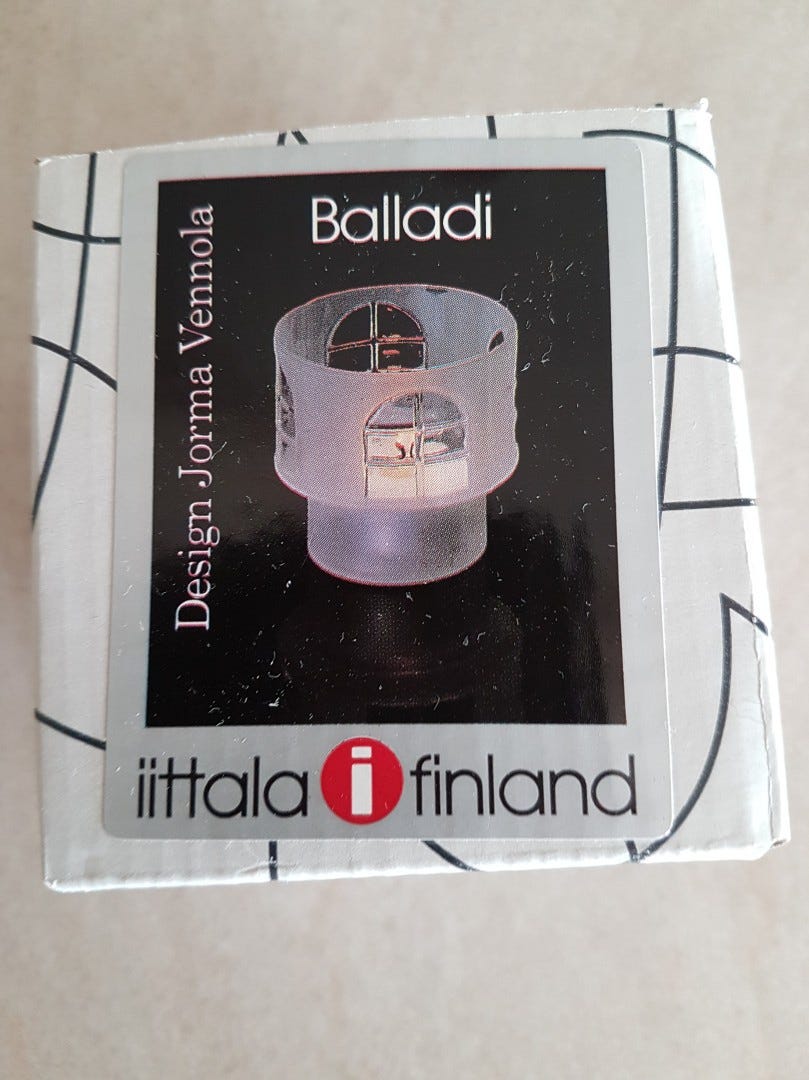 Balladi
Design Jorma Vennola
iittala i finland